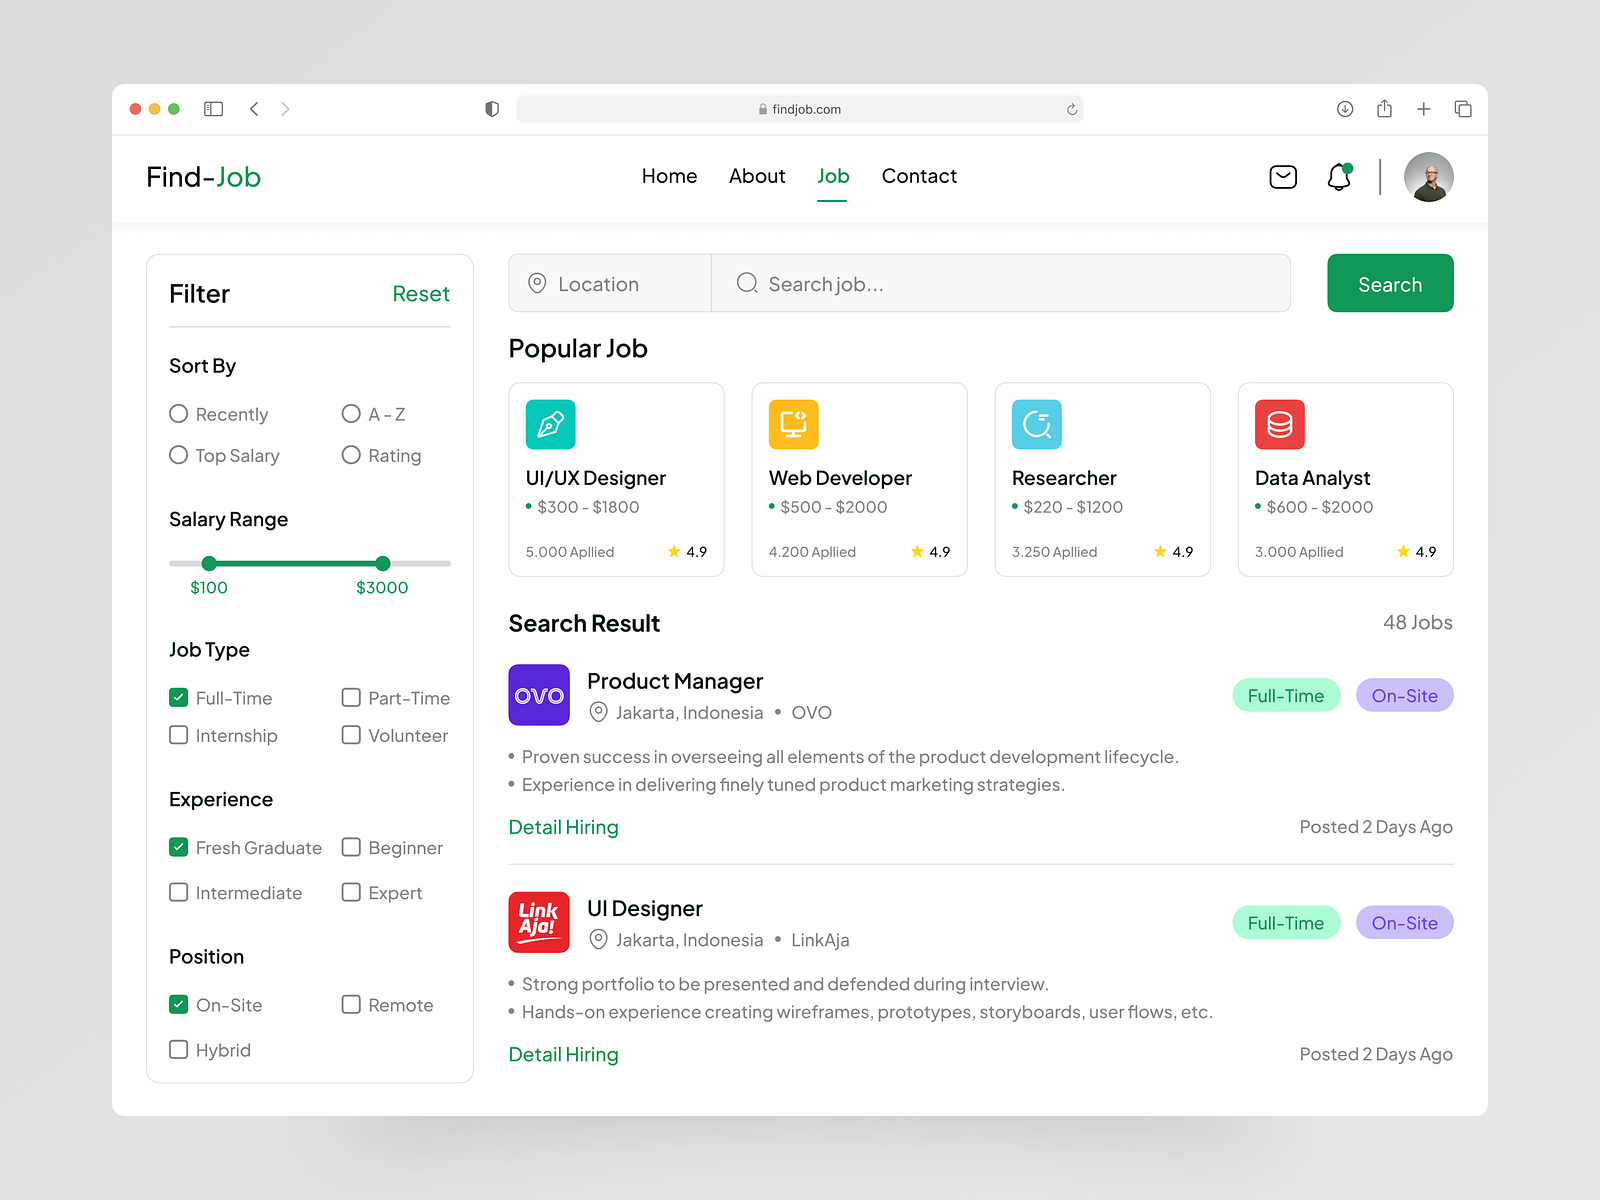 findjob.com
Find-Job
Home About Job Contact
Filter Reset
Sort By
Recently A - Z
Top Salary Rating
Salary Range
$100 $3000
Job Type
Full-Time Part-Time
Internship Volunteer
Experience
Fresh Graduate Beginner
Intermediate Expert
Position
On-Site Remote
Hybrid
Location Search job... Search
Popular Job
UI/UX Designer
• $300 - $1800
5.000 Apllied 4.9
Web Developer
• $500 - $2000
4.200 Apllied 4.9
Researcher
• $220 - $1200
3.250 Apllied 4.9
Data Analyst
• $600 - $2000
3.000 Apllied 4.9
Search Result 48 Jobs
OVO
Product Manager
Jakarta, Indonesia • OVO
Full-Time On-Site
• Proven success in overseeing all elements of the product development lifecycle.
• Experience in delivering finely tuned product marketing strategies.
Detail Hiring Posted 2 Days Ago
Link
Aja!
UI Designer
Jakarta, Indonesia • LinkAja
Full-Time On-Site
• Strong portfolio to be presented and defended during interview.
• Hands-on experience creating wireframes, prototypes, storyboards, user flows, etc.
Detail Hiring Posted 2 Days Ago